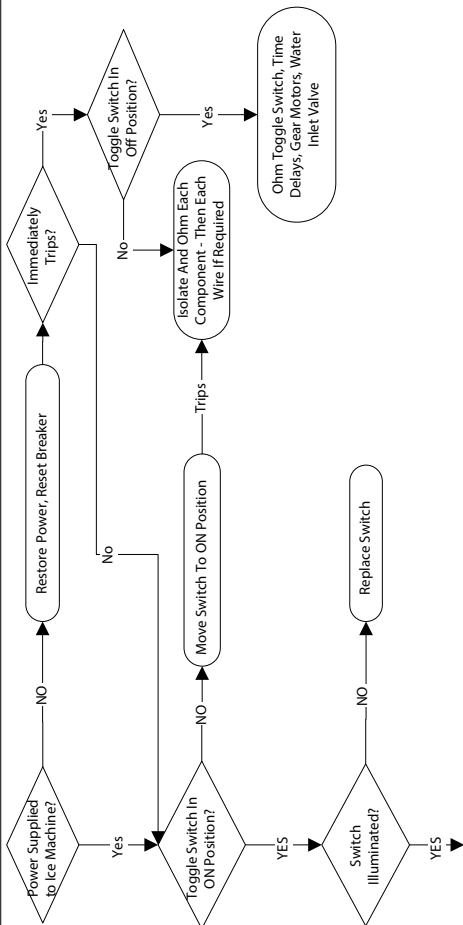 Power Supplied
to Ice Machine?
NO
Restore Power, Reset Breaker
Immediately
Trips?
Yes
Toggle Switch In
Off Position?
Yes
Ohm Toggle Switch, Time
Delays, Gear Motors, Water
Inlet Valve
No
Isolate And Ohm Each
Component - Then Each
Wire If Required
No
Yes
Toggle Switch In
ON Position?
NO
Move Switch To ON Position
Trips
YES
Switch
Illuminated?
NO
Replace Switch
YES